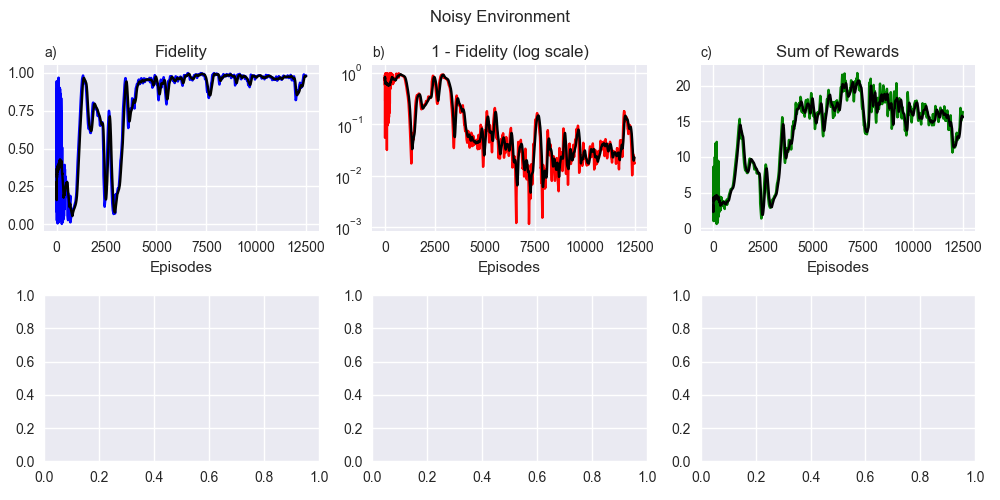 Noisy Environment
a) Fidelity
b) 1 - Fidelity (log scale)
c) Sum of Rewards
1.00
0.75
0.50
0.25
0.00
0 2500 5000 7500 10000 12500
Episodes
10⁰
10⁻¹
10⁻²
10⁻³
0 2500 5000 7500 10000 12500
Episodes
20
15
10
5
0
0 2500 5000 7500 10000 12500
Episodes
1.0
0.8
0.6
0.4
0.2
0.0
0.0 0.2 0.4 0.6 0.8 1.0
1.0
0.8
0.6
0.4
0.2
0.0
0.0 0.2 0.4 0.6 0.8 1.0
1.0
0.8
0.6
0.4
0.2
0.0
0.0 0.2 0.4 0.6 0.8 1.0